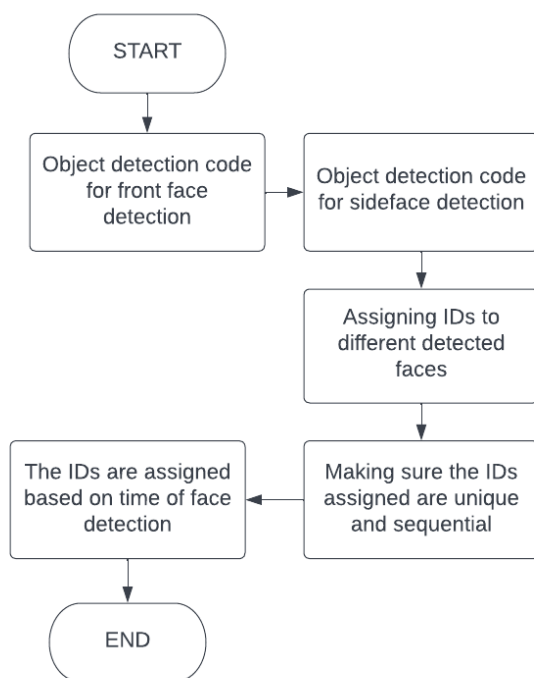 START
Object detection code
for front face
detection
Object detection code
for sideface detection
Assigning IDs to
different detected
faces
Making sure the IDs
assigned are unique
and sequential
The IDs are assigned
based on time of face
detection
END